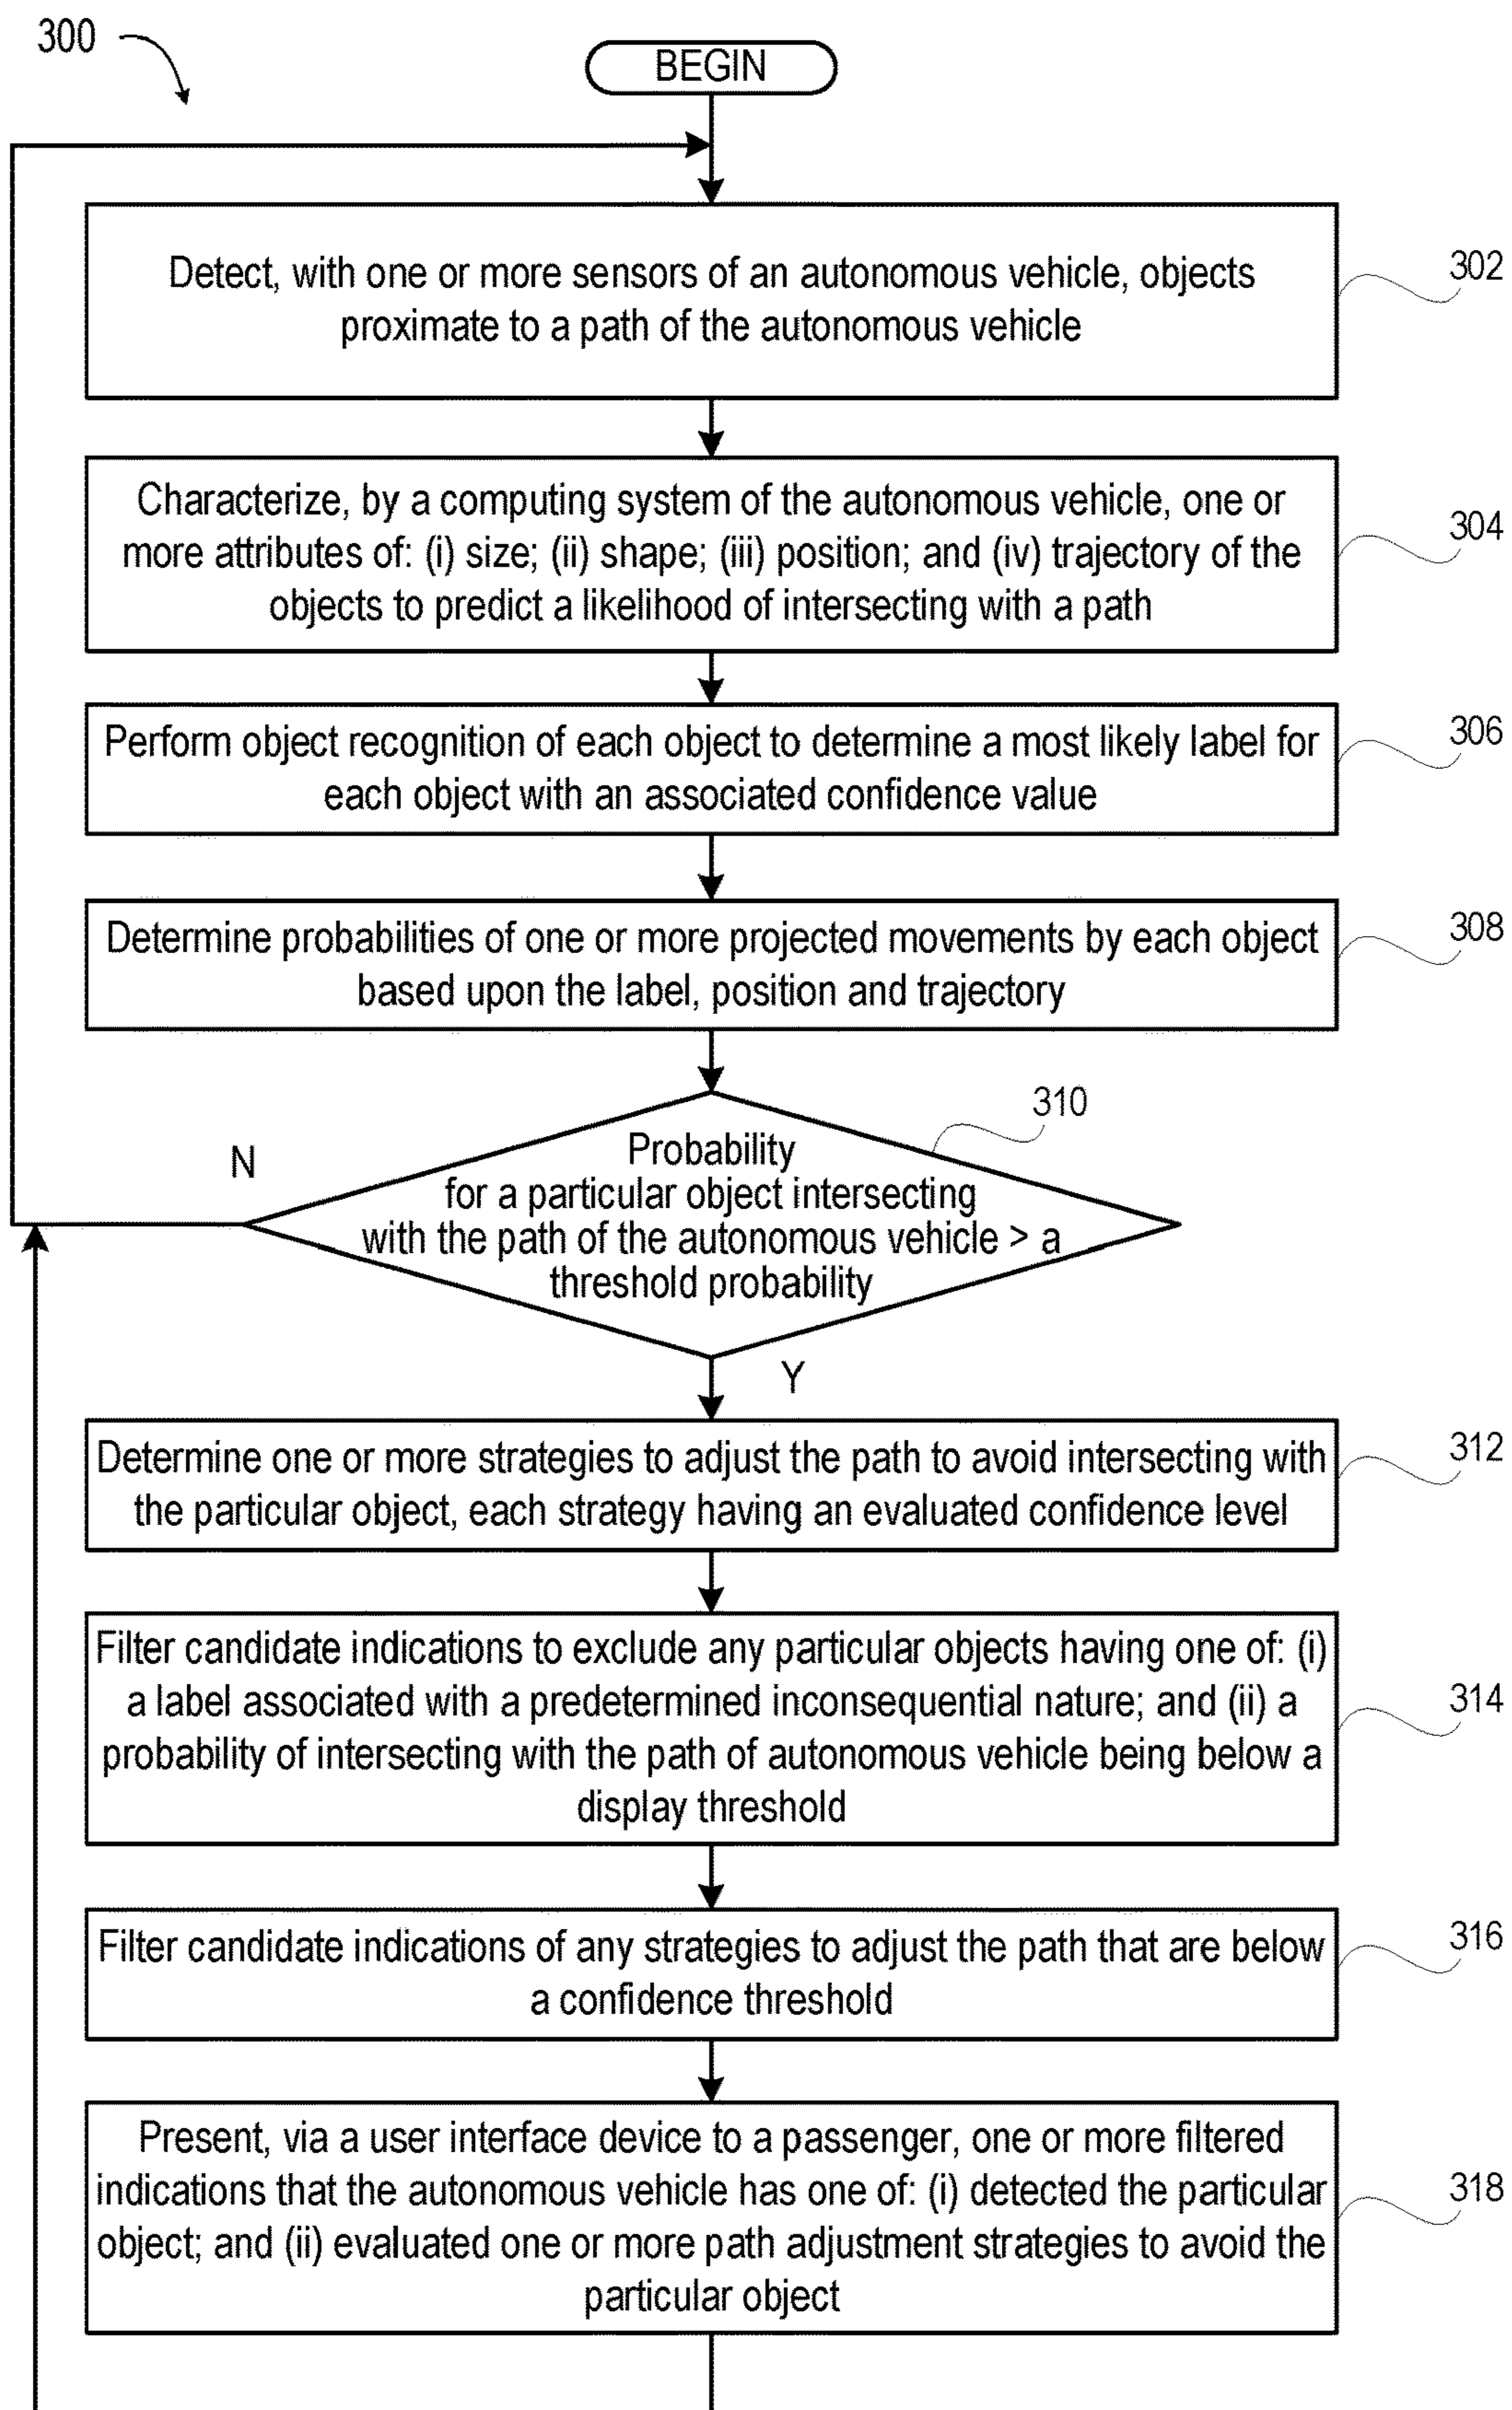 300
BEGIN
Detect, with one or more sensors of an autonomous vehicle, objects
proximate to a path of the autonomous vehicle
302
Characterize, by a computing system of the autonomous vehicle, one or
more attributes of: (i) size; (ii) shape; (iii) position; and (iv) trajectory of the
objects to predict a likelihood of intersecting with a path
304
Perform object recognition of each object to determine a most likely label for
each object with an associated confidence value
306
Determine probabilities of one or more projected movements by each object
based upon the label, position and trajectory
308
310
Probability
for a particular object intersecting
with the path of the autonomous vehicle > a
threshold probability
N
Y
Determine one or more strategies to adjust the path to avoid intersecting with
the particular object, each strategy having an evaluated confidence level
312
Filter candidate indications to exclude any particular objects having one of: (i)
a label associated with a predetermined inconsequential nature; and (ii) a
probability of intersecting with the path of autonomous vehicle being below a
display threshold
314
Filter candidate indications of any strategies to adjust the path that are below
a confidence threshold
316
Present, via a user interface device to a passenger, one or more filtered
indications that the autonomous vehicle has one of: (i) detected the particular
object; and (ii) evaluated one or more path adjustment strategies to avoid the
particular object
318